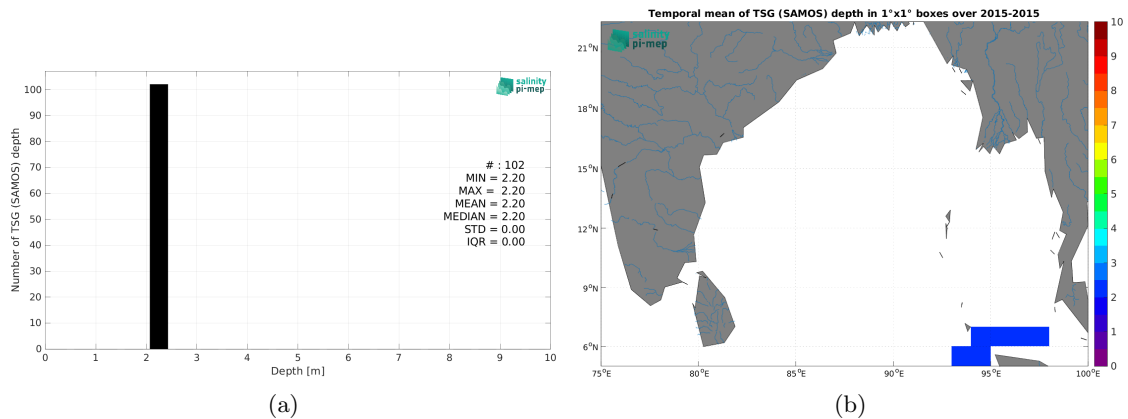 salinity
pi-mep
100
90
80
70
60
50
40
30
20
10
0
Number of TSG (SAMOS) depth
# : 102
MIN = 2.20
MAX = 2.20
MEAN = 2.20
MEDIAN = 2.20
STD = 0.00
IQR = 0.00
0 1 2 3 4 5 6 7 8 9 10
Depth [m]
(a)
Temporal mean of TSG (SAMOS) depth in 1°x1° boxes over 2015-2015
salinity
pi-mep
21°N
18°N
15°N
12°N
9°N
6°N
75°E 80°E 85°E 90°E 95°E 100°E
10
9
8
7
6
5
4
3
2
1
0
(b)